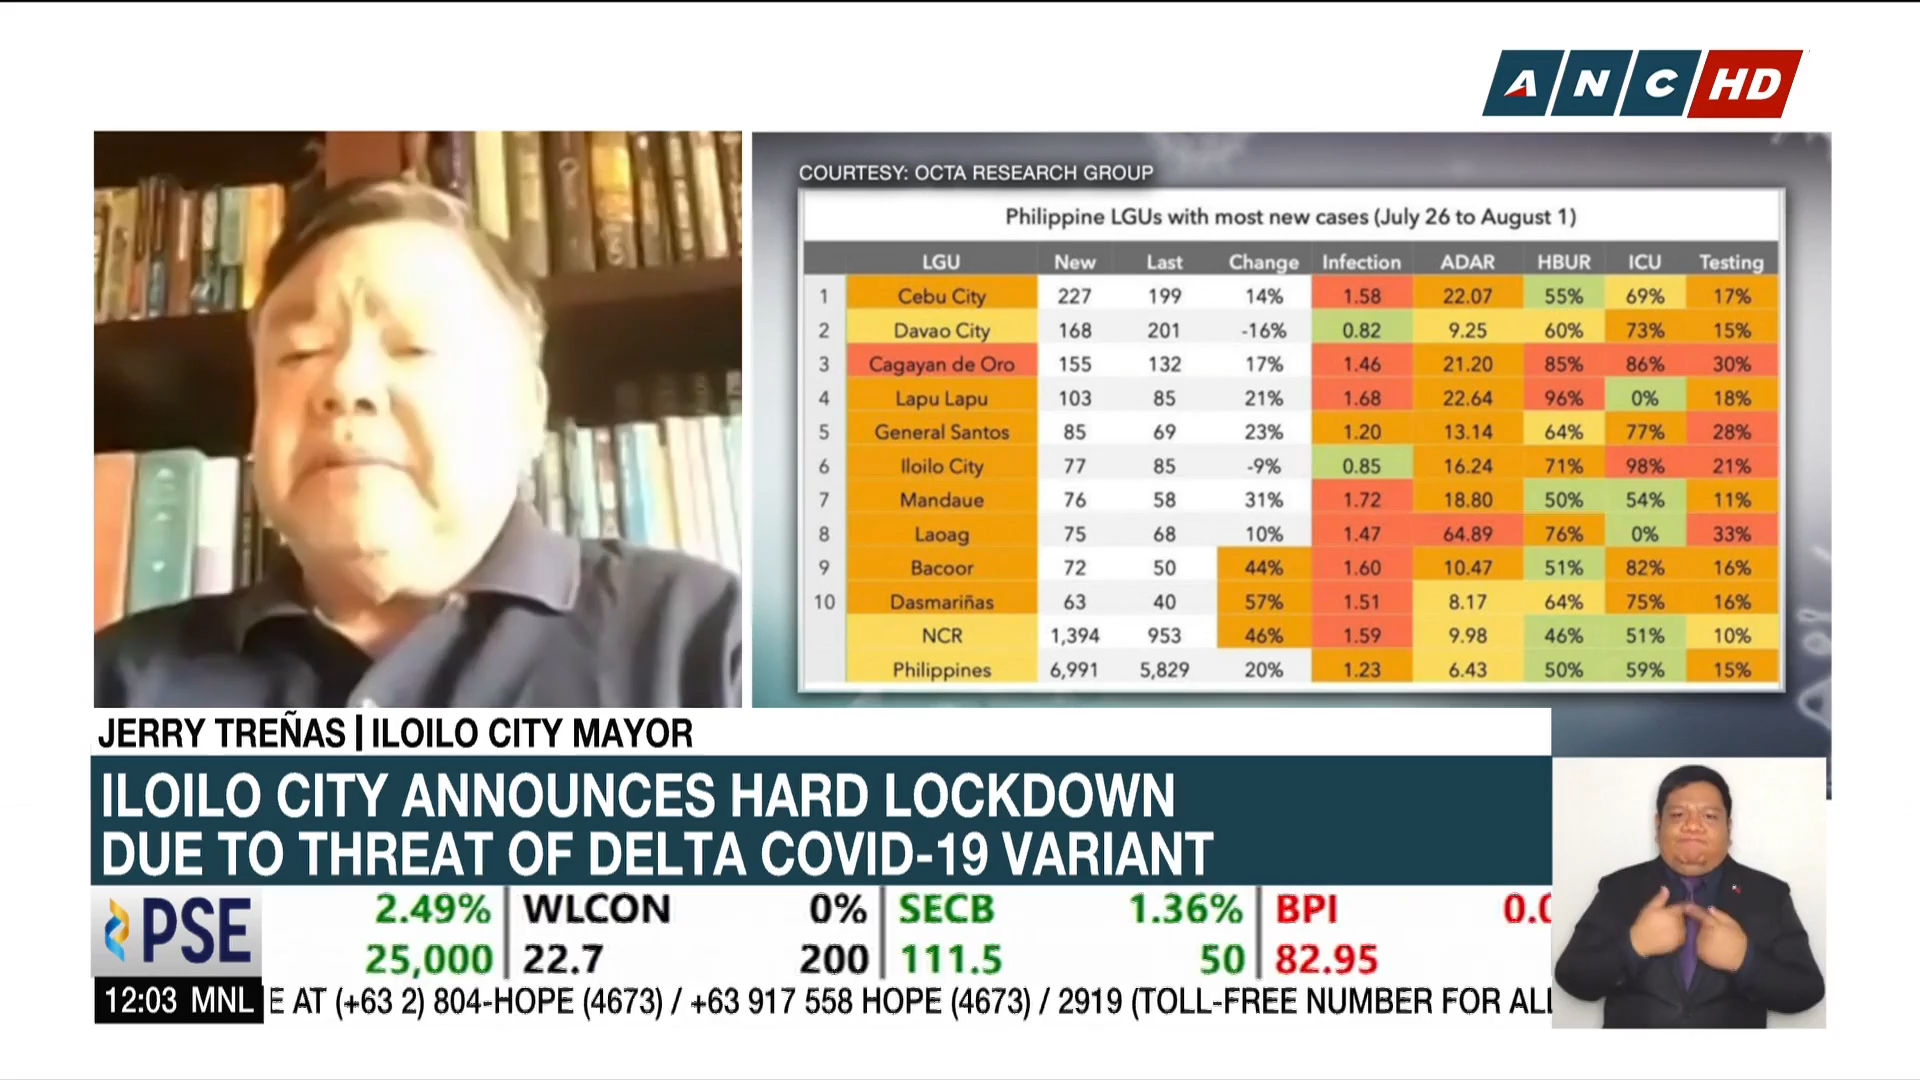 ANC HD
COURTESY: OCTA RESEARCH GROUP
Philippine LGUs with most new cases (July 26 to August 1)
LGU New Last Change Infection ADAR HBUR ICU Testing
1 Cebu City 227 199 14% 1.58 22.07 55% 69% 17%
2 Davao City 168 201 -16% 0.82 9.25 60% 73% 15%
3 Cagayan de Oro 155 132 17% 1.46 21.20 85% 86% 30%
4 Lapu Lapu 103 85 21% 1.68 22.64 96% 0% 18%
5 General Santos 85 69 23% 1.20 13.14 64% 77% 28%
6 Iloilo City 77 85 -9% 0.85 16.24 71% 98% 21%
7 Mandaue 76 58 31% 1.72 18.80 50% 54% 11%
8 Laoag 75 68 10% 1.47 64.89 76% 0% 33%
9 Bacoor 72 50 44% 1.60 10.47 51% 82% 16%
10 Dasmariñas 63 40 57% 1.51 8.17 64% 75% 16%
NCR 1,394 953 46% 1.59 9.98 46% 51% 10%
Philippines 6,991 5,829 20% 1.23 6.43 50% 59% 15%
JERRY TREÑAS | ILOILO CITY MAYOR
ILOILO CITY ANNOUNCES HARD LOCKDOWN
DUE TO THREAT OF DELTA COVID-19 VARIANT
PSE 2.49% WLCON 0% SECB 1.36% BPI 0.0
25,000 22.7 200 111.5 50 82.95
12:03 MNL E AT (+63 2) 804-HOPE (4673) / +63 917 558 HOPE (4673) / 2919 (TOLL-FREE NUMBER FOR ALL